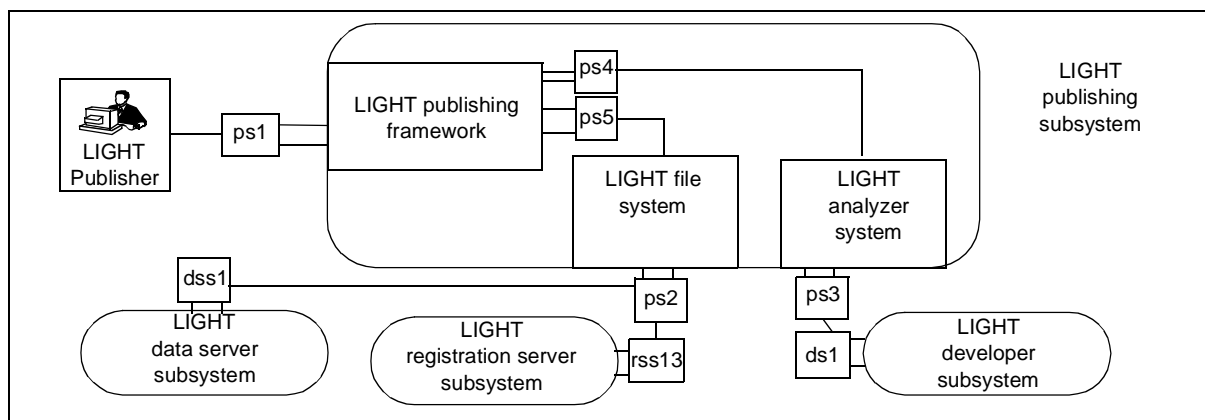 ps4
LIGHT
publishing
subsystem
LIGHT publishing
framework
ps5
ps1
LIGHT
Publisher
LIGHT file
system
LIGHT
analyzer
system
dss1
ps2
ps3
LIGHT
data server
subsystem
LIGHT
registration server
subsystem
rss13
ds1
LIGHT
developer
subsystem